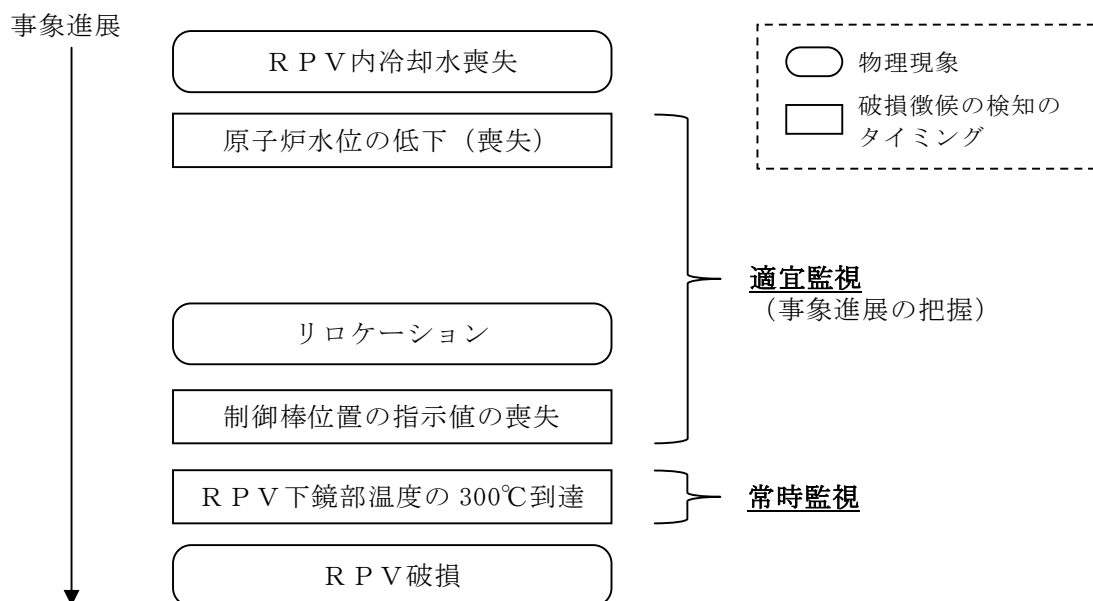 事象進展
ＲＰＶ内冷却水喪失
原子炉水位の低下（喪失）
リロケーション
制御棒位置の指示値の喪失
ＲＰＶ下鏡部温度の 300℃到達
ＲＰＶ破損
適宜監視
（事象進展の把握）
常時監視
物理現象
破損徴候の検知の
タイミング